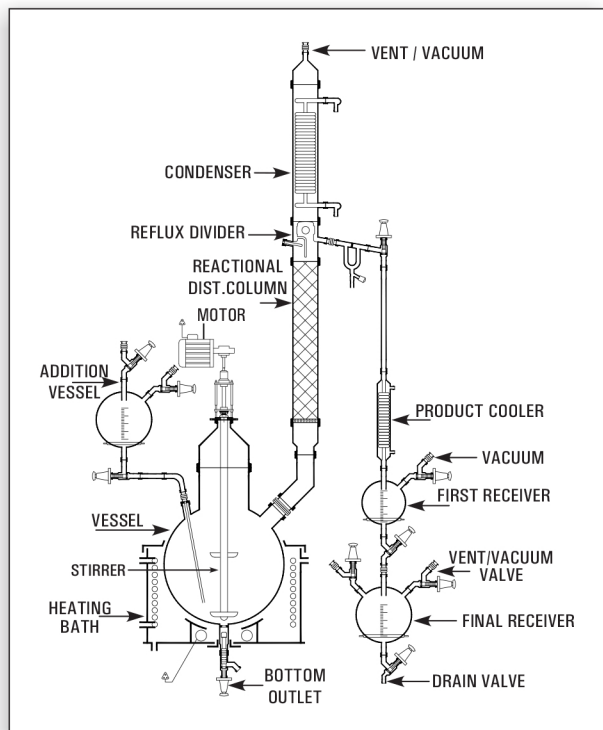 VENT / VACUUM
CONDENSER
REFLUX DIVIDER
REACTIONAL
DIST.COLUMN
MOTOR
ADDITION
VESSEL
PRODUCT COOLER
VACUUM
FIRST RECEIVER
VESSEL
STIRRER
VENT/VACUUM
VALVE
HEATING
BATH
FINAL RECEIVER
BOTTOM
OUTLET
DRAIN VALVE